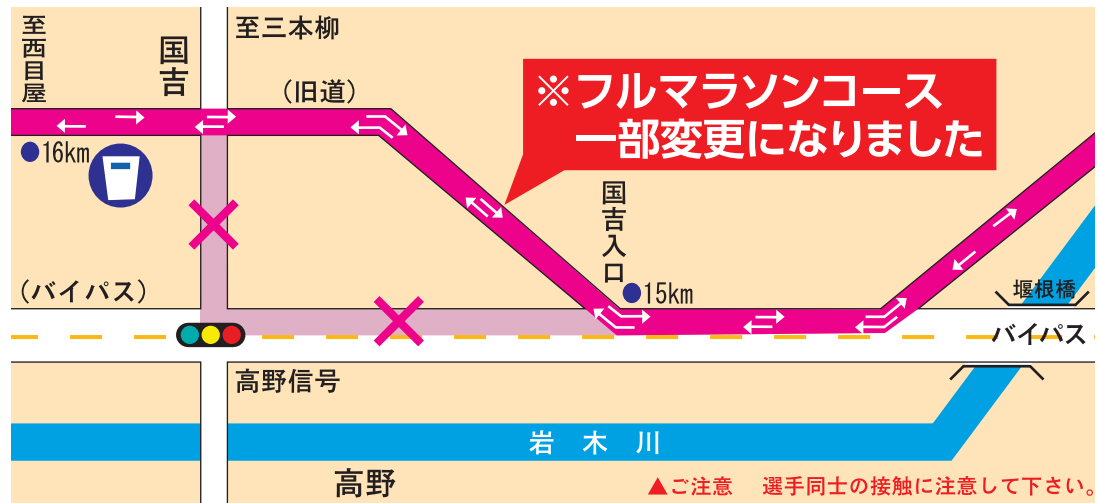 至西目屋
国吉
至三本柳
(旧道)
※フルマラソンコース
一部変更になりました
16km
国吉入口
15km
(バイパス)
堰根橋
バイパス
高野信号
岩木川
高野
▲ご注意 選手同士の接触に注意して下さい。